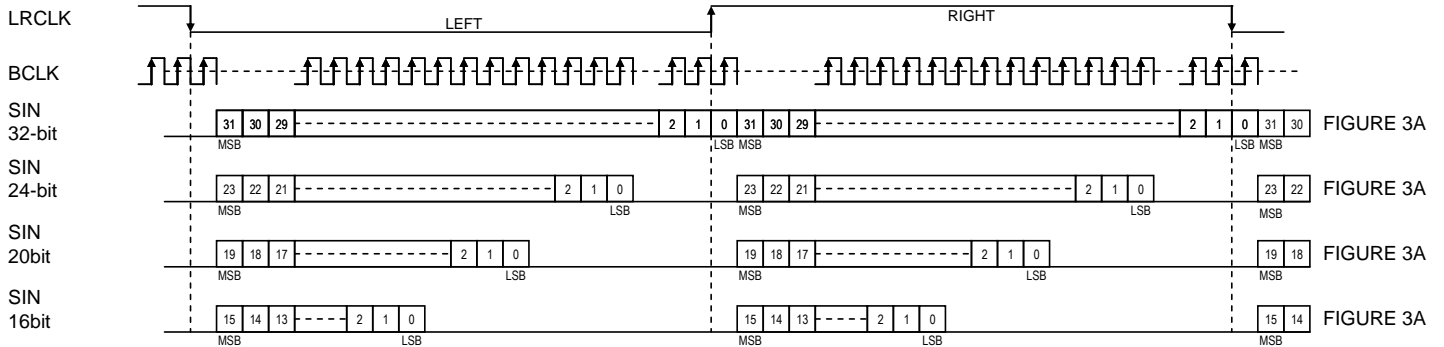 LRCLK LEFT RIGHT
BCLK
SIN
32-bit 31 30 29 2 1 0 31 30 29 2 1 0 31 30 FIGURE 3A
MSB LSB MSB LSB MSB
SIN
24-bit 23 22 21 2 1 0 23 22 21 2 1 0 23 22 FIGURE 3A
MSB LSB MSB LSB MSB
SIN
20bit 19 18 17 2 1 0 19 18 17 2 1 0 19 18 FIGURE 3A
MSB LSB MSB LSB MSB
SIN
16bit 15 14 13 2 1 0 15 14 13 2 1 0 15 14 FIGURE 3A
MSB LSB MSB LSB MSB